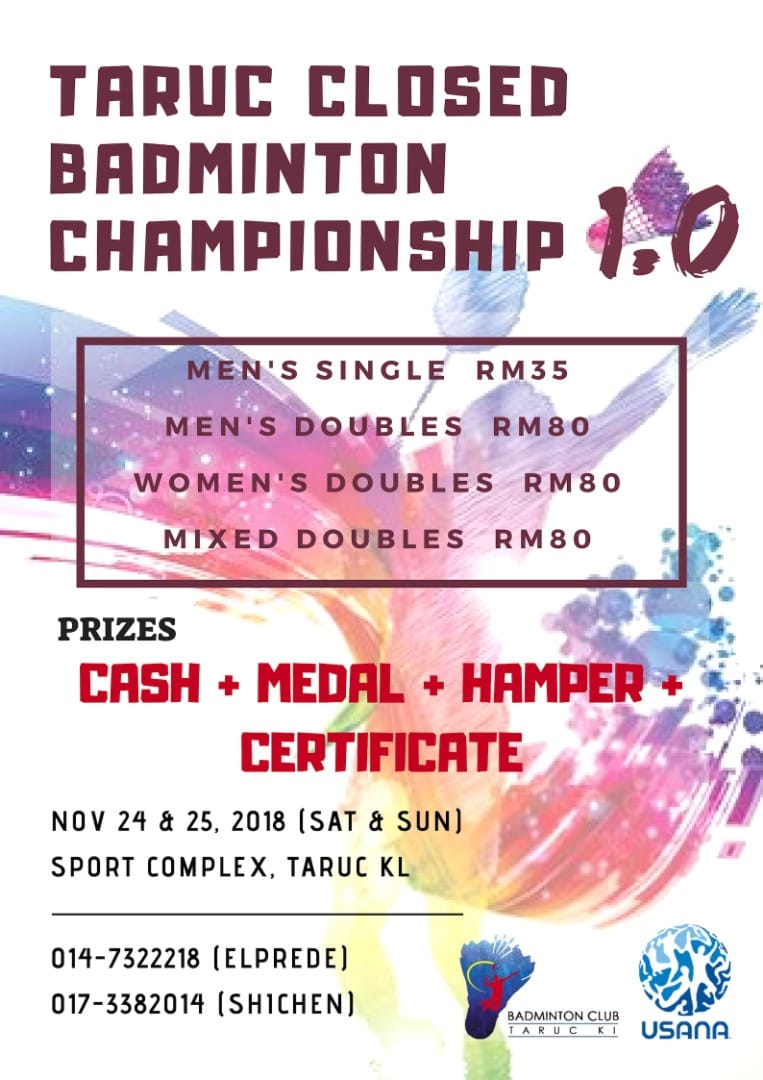 TARUC CLOSED
BADMINTON
CHAMPIONSHIP 1.0
MEN'S SINGLE RM35
MEN'S DOUBLES RM80
WOMEN'S DOUBLES RM80
MIXED DOUBLES RM80
PRIZES
CASH + MEDAL + HAMPER +
CERTIFICATE
NOV 24 & 25, 2018 (SAT & SUN)
SPORT COMPLEX, TARUC KL
014-7322218 (ELPREDE)
017-3382014 (SHICHEN)
BADMINTON CLUB
TARUC KL
USANA